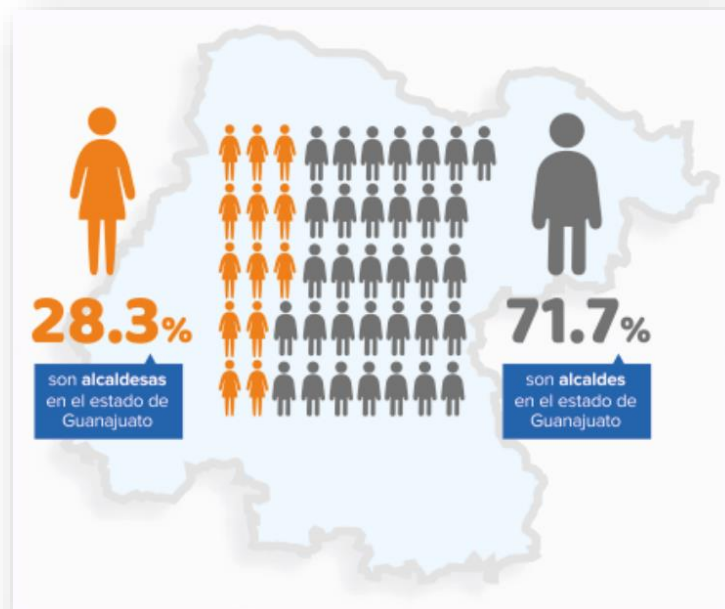 28.3%
son alcaldesas
en el estado de
Guanajuato
71.7%
son alcaldes
en el estado de
Guanajuato